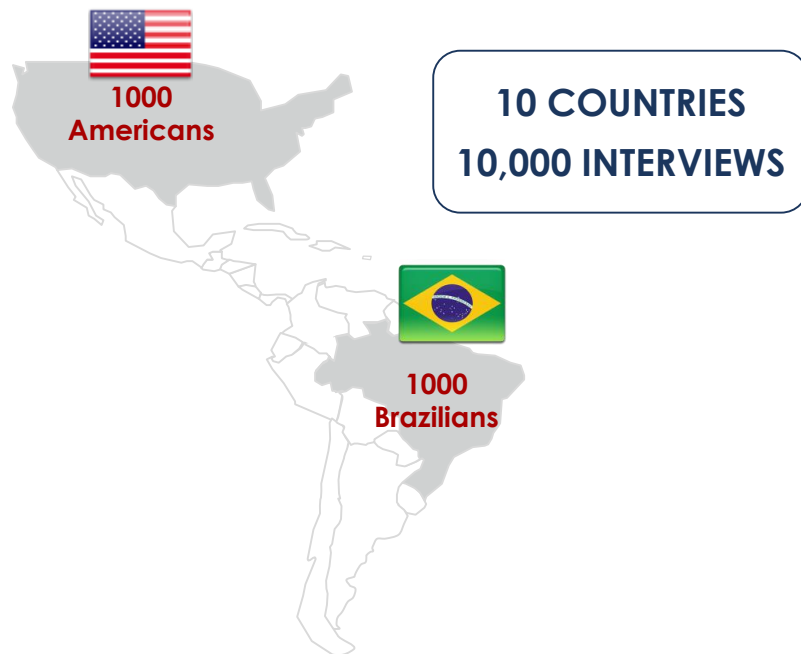 1000
Americans
10 COUNTRIES
10,000 INTERVIEWS
1000
Brazilians